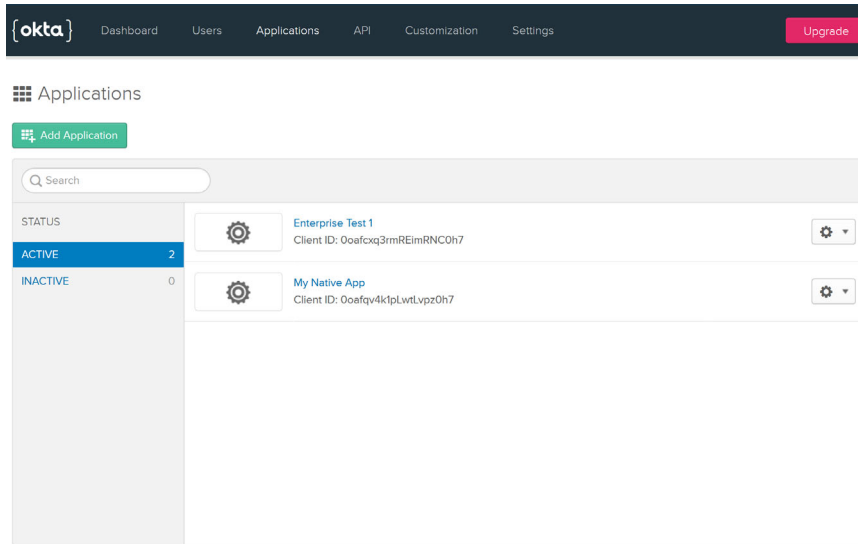 {okta} Dashboard Users Applications API Customization Settings Upgrade
Applications
Add Application
Search
STATUS
ACTIVE 2
INACTIVE 0
Enterprise Test 1
Client ID: 0oafcxq3rmREimRNC0h7
My Native App
Client ID: 0oafqv4k1pLwtLvpz0h7